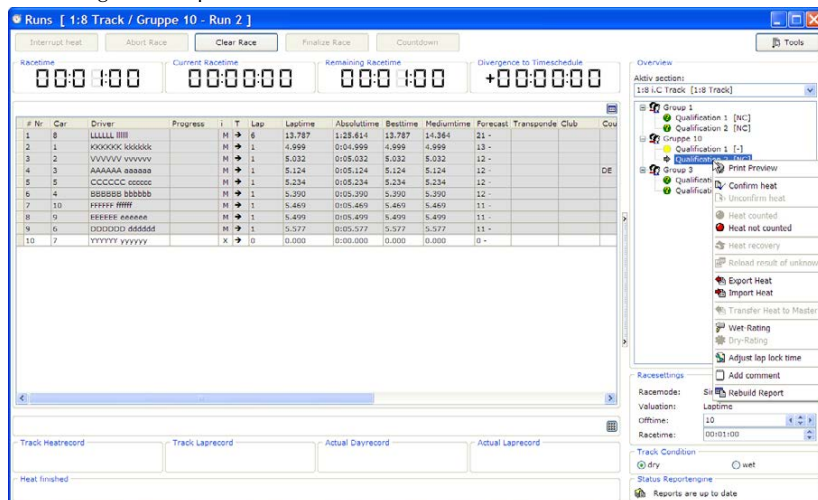 Runs [ 1:8 Track / Gruppe 10 - Run 2 ]
Interrupt heat Abort Race Clear Race Finalize Race Countdown Tools
Racetime Current Racetime Remaining Racetime Divergence to Timeschedule Overview
00:01:00 00:00:00 00:01:00 +00:00:00
Aktiv section:
1:8 I.C Track [1:8 Track]
Group 1
Qualification 1 [NC]
Qualification 2 [NC]
Gruppe 10
Qualification 1 [-]
Qualification 2 [NC]
Group 3
Qualificati
Qualificati
# Nr Car Driver Progress i T Lap Laptime Absoluttime Besttime Mediumtime Forecast Transponde Club Cou
1 8 LLLLLL lllll M 6 13.787 1:25.614 13.787 14.364 21 -
2 1 KKKKKK kkkkkk M 1 4.999 0:04.999 4.999 4.999 13 -
3 2 VVVVVV vvvvvv M 1 5.032 0:05.032 5.032 5.032 12 -
4 3 AAAAAA aaaaaa M 1 5.124 0:05.124 5.124 5.124 12 - DE
5 5 CCCCCC cccccc M 1 5.234 0:05.234 5.234 5.234 12 -
6 4 BBBBBB bbbbbb M 1 5.390 0:05.390 5.390 5.390 12 -
7 10 FFFFFF ffffff M 1 5.469 0:05.469 5.469 5.469 11 -
8 9 EEEEEE eeeeee M 1 5.499 0:05.499 5.499 5.499 11 -
9 6 DDDDDD dddddd M 1 5.577 0:05.577 5.577 5.577 11 -
10 7 YYYYYY yyyyyy X 0 0.000 0:00.000 0.000 0.000 0 -
Print Preview
Confirm heat
Unconfirm heat
Heat counted
Heat not counted
Heat recovery
Reload result of unknow
Export Heat
Import Heat
Transfer Heat to Master
Wet-Rating
Dry-Rating
Adjust lap lock time
Add comment
Rebuild Report
Racesettings
Racemode:
Valuation: Laptime
Offtime: 10
Racetime: 00:01:00
Track Heatrecord Track Laprecord Actual Dayrecord Actual Laprecord
Track Condition
dry wet
Heat finished
Status Reportengine
Reports are up to date